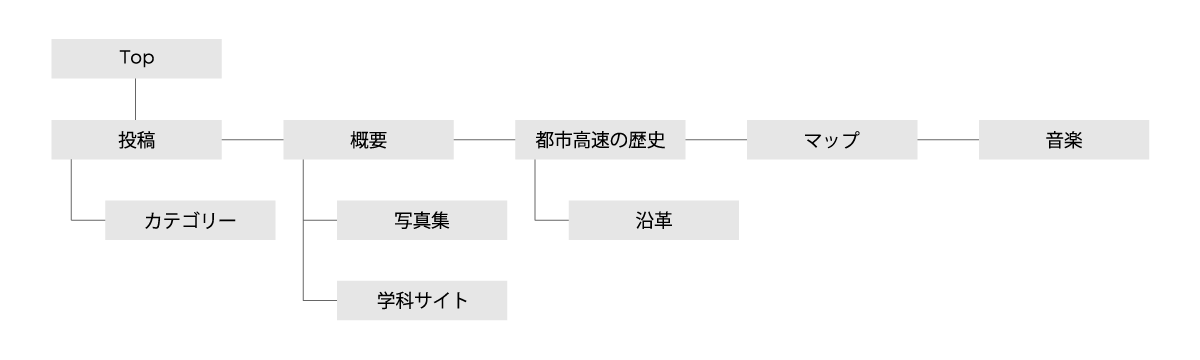 Top
投稿
概要
都市高速の歴史
マップ
音楽
カテゴリー
写真集
沿革
学科サイト